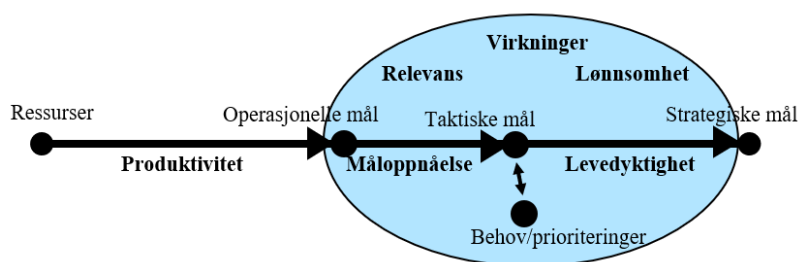 Virkninger
Relevans Lønnsomhet
Ressurser Operasjonelle mål Taktiske mål Strategiske mål
Produktivitet Måloppnåelse Levedyktighet
Behov/prioriteringer